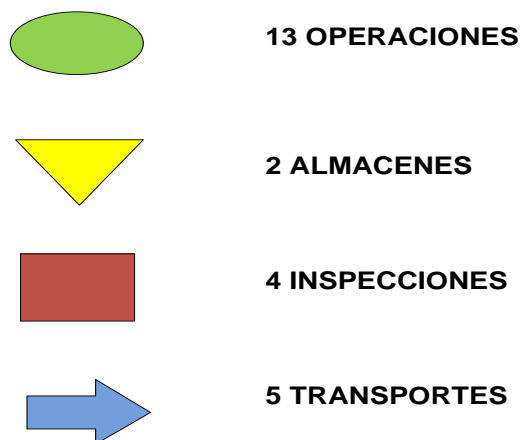 13 OPERACIONES
2 ALMACENES
4 INSPECCIONES
5 TRANSPORTES